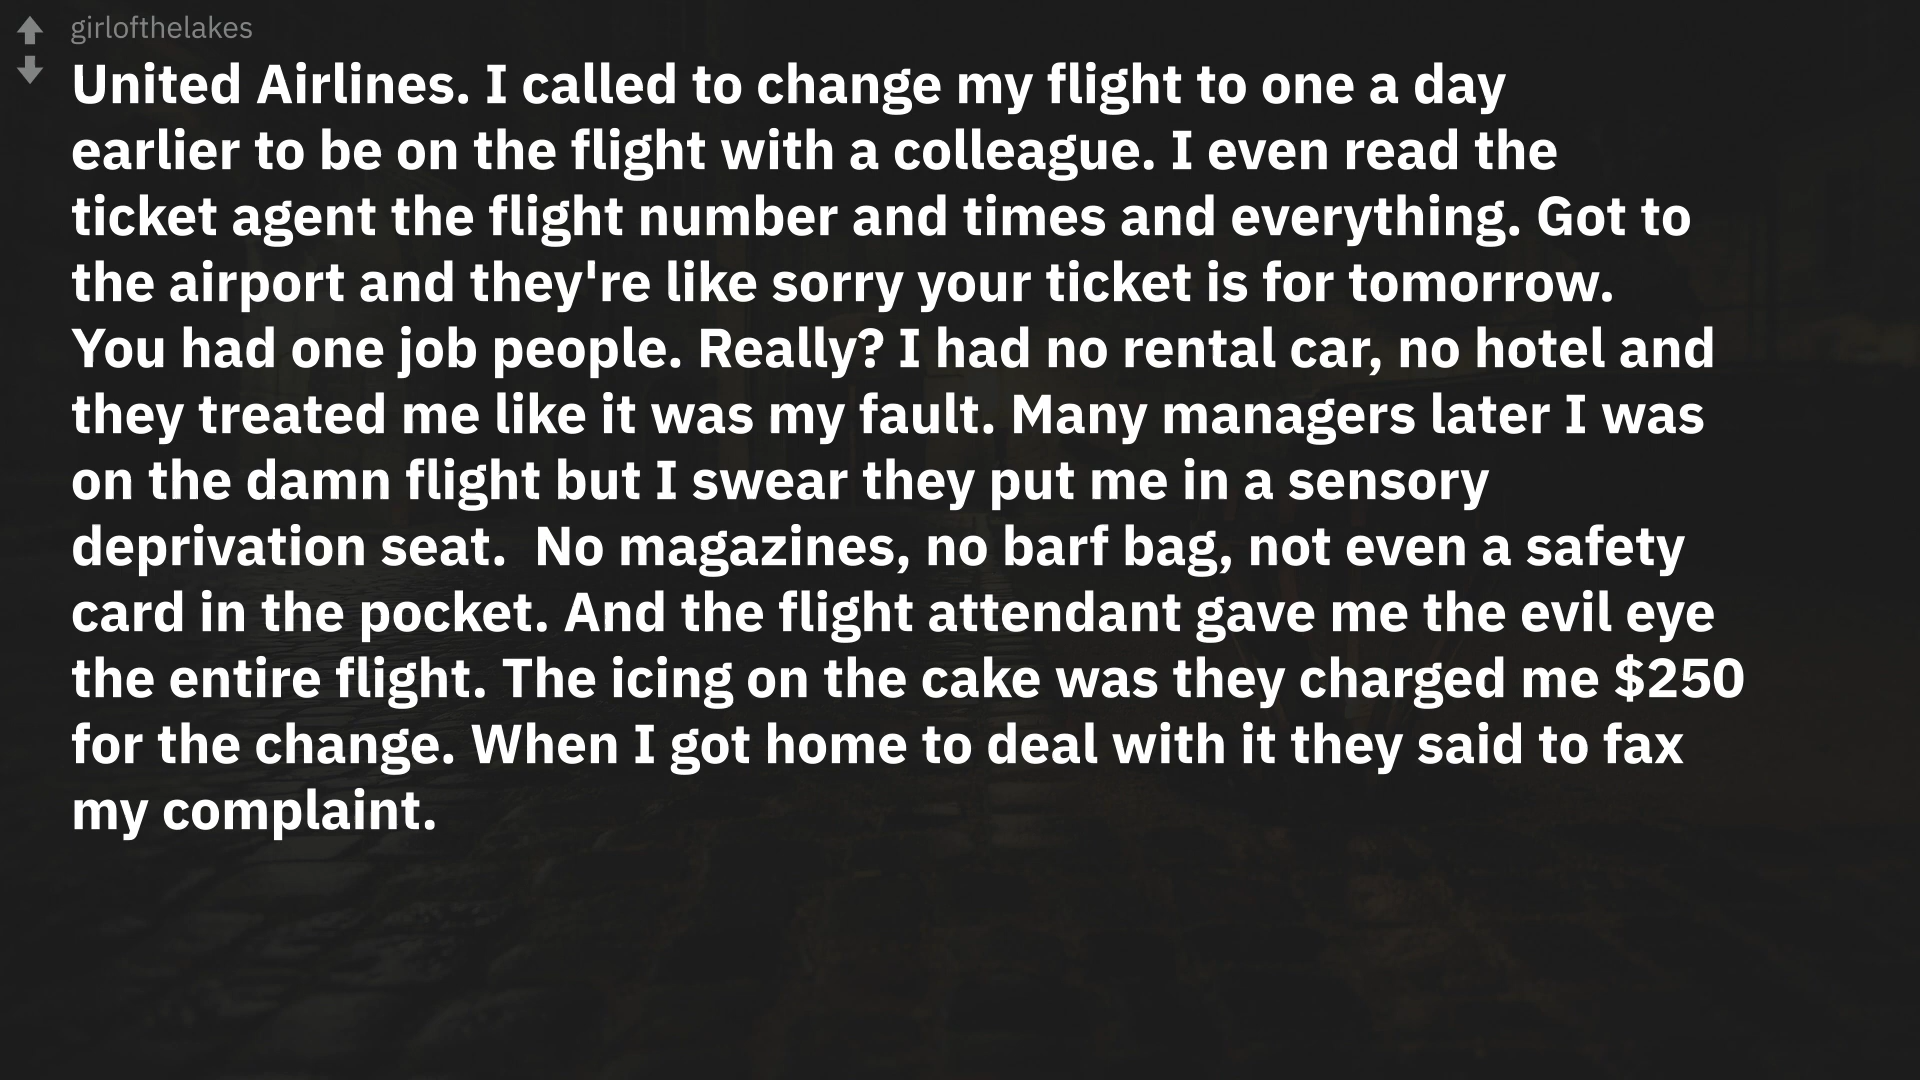 girlofthelakes
United Airlines. I called to change my flight to one a day
earlier to be on the flight with a colleague. I even read the
ticket agent the flight number and times and everything. Got to
the airport and they're like sorry your ticket is for tomorrow.
You had one job people. Really? I had no rental car, no hotel and
they treated me like it was my fault. Many managers later I was
on the damn flight but I swear they put me in a sensory
deprivation seat.  No magazines, no barf bag, not even a safety
card in the pocket. And the flight attendant gave me the evil eye
the entire flight. The icing on the cake was they charged me $250
for the change. When I got home to deal with it they said to fax
my complaint.